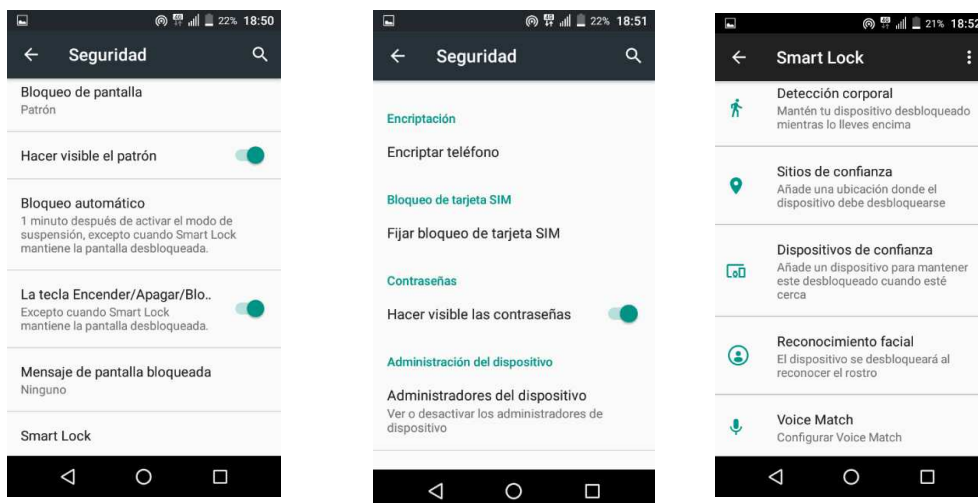 22% 18:50
Seguridad
Bloqueo de pantalla
Patrón
Hacer visible el patrón
Bloqueo automático
1 minuto después de activar el modo de
suspensión, excepto cuando Smart Lock
mantiene la pantalla desbloqueada.
La tecla Encender/Apagar/Blo..
Excepto cuando Smart Lock
mantiene la pantalla desbloqueada.
Mensaje de pantalla bloqueada
Ninguno
Smart Lock
4G 22% 18:51
Seguridad
Encriptación
Encriptar teléfono
Bloqueo de tarjeta SIM
Fijar bloqueo de tarjeta SIM
Contraseñas
Hacer visible las contraseñas
Administración del dispositivo
Administradores del dispositivo
Ver o desactivar los administradores de
dispositivo
4G 21% 18:52
Smart Lock
Detección corporal
Mantén tu dispositivo desbloqueado
mientras lo lleves encima
Sitios de confianza
Añade una ubicación donde el
dispositivo debe desbloquearse
Dispositivos de confianza
Añade un dispositivo para mantener
este desbloqueado cuando esté
cerca
Reconocimiento facial
El dispositivo se desbloqueará al
reconocer el rostro
Voice Match
Configurar Voice Match